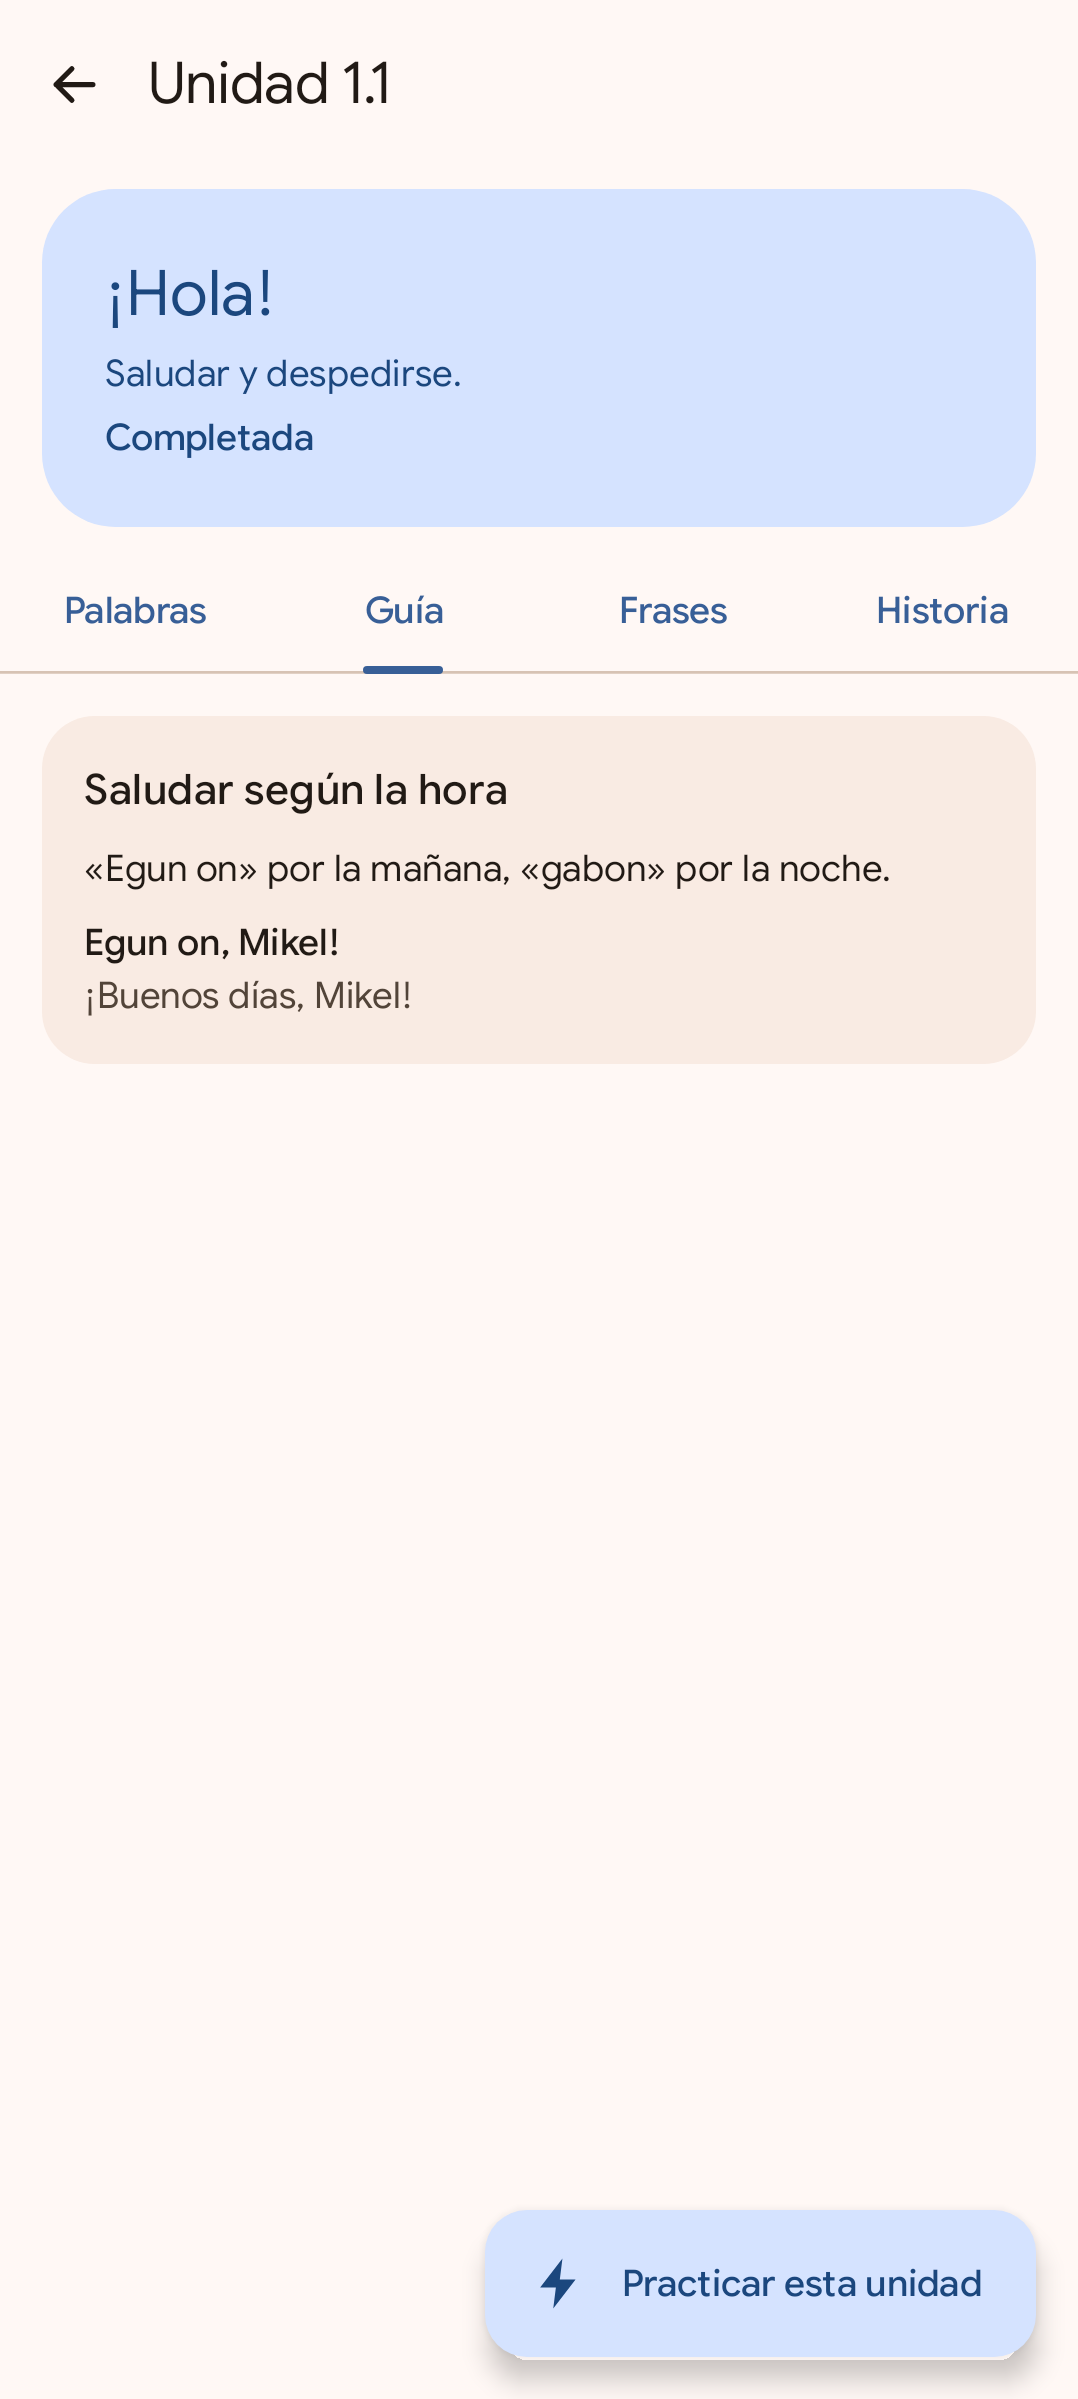 Unidad 1.1
¡Hola!
Saludar y despedirse.
Completada
Palabras Guía Frases Historia
Saludar según la hora
«Egun on» por la mañana, «gabon» por la noche.
Egun on, Mikel!
¡Buenos días, Mikel!
Practicar esta unidad